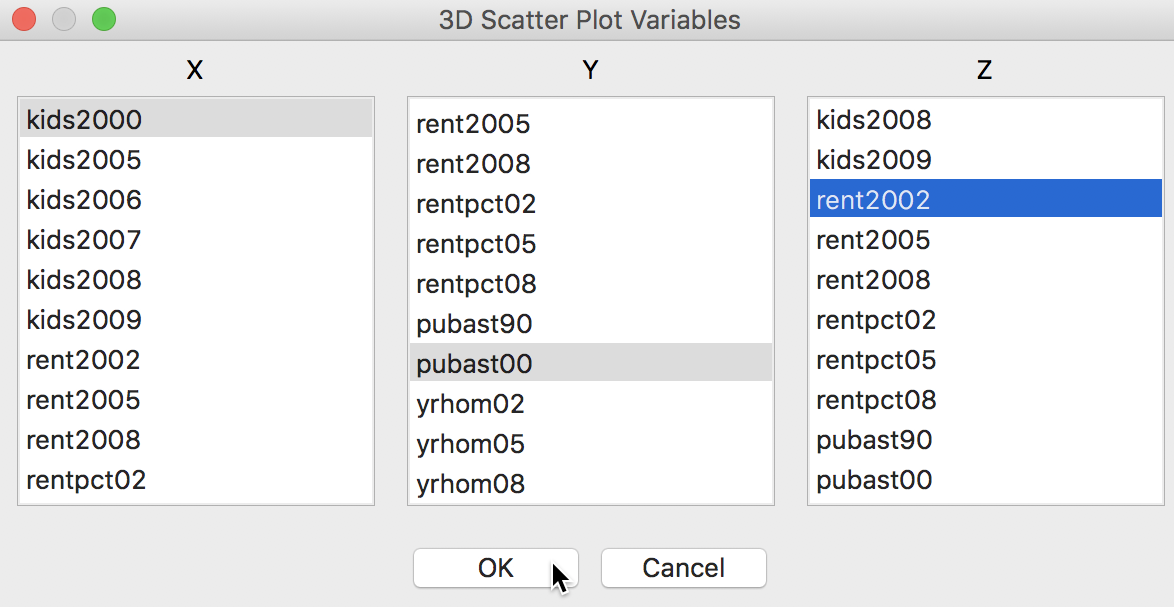 3D Scatter Plot Variables
X
Y
Z
kids2000
kids2005
kids2006
kids2007
kids2008
kids2009
rent2002
rent2005
rent2008
rentpct02
rent2005
rent2008
rentpct02
rentpct05
rentpct08
pubast90
pubast00
yrhom02
yrhom05
yrhom08
kids2008
kids2009
rent2002
rent2005
rent2008
rentpct02
rentpct05
rentpct08
pubast90
pubast00
OK
Cancel